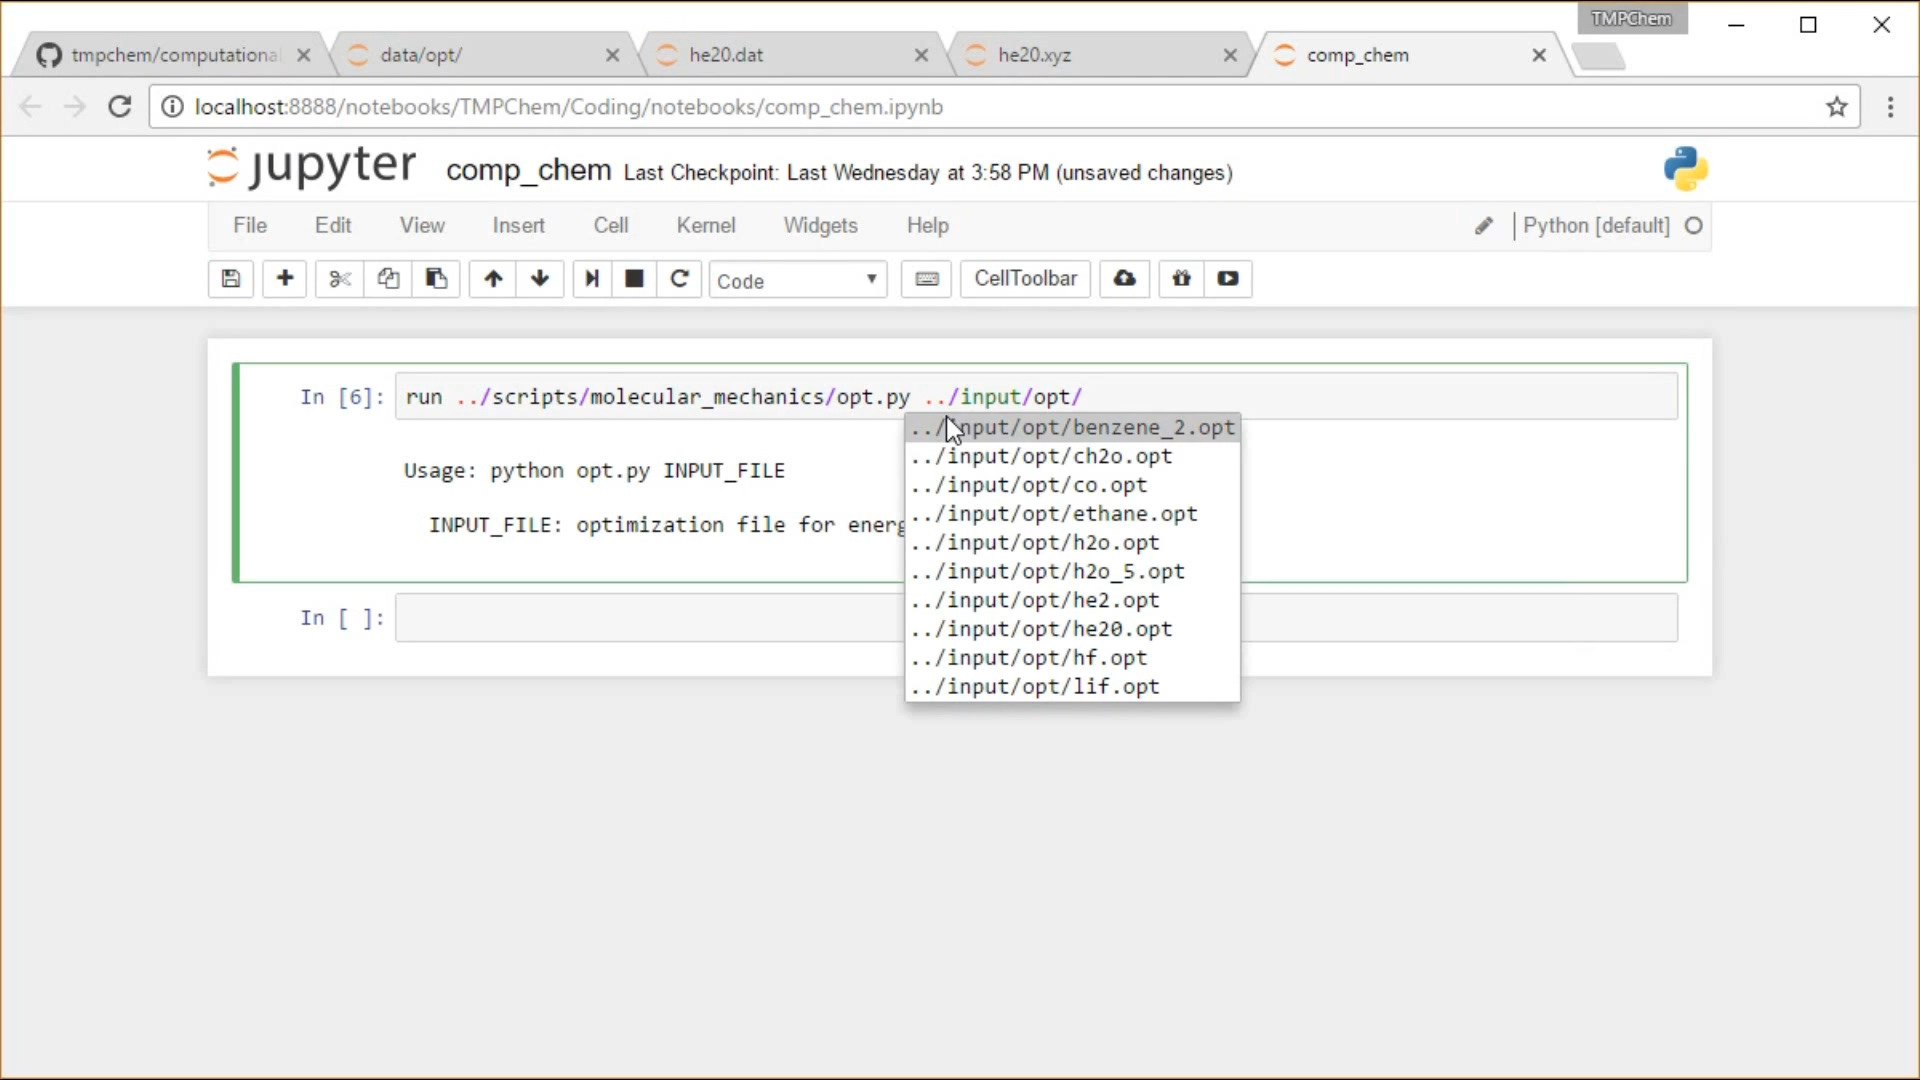 TMPChem
tmpchem/computational
data/opt/
he20.dat
he20.xyz
comp_chem
localhost:8888/notebooks/TMPChem/Coding/notebooks/comp_chem.ipynb
jupyter comp_chem Last Checkpoint: Last Wednesday at 3:58 PM (unsaved changes)
File Edit View Insert Cell Kernel Widgets Help Python [default]
Code CellToolbar
In [6]: run ../scripts/molecular_mechanics/opt.py ../input/opt/
../input/opt/benzene_2.opt
../input/opt/ch2o.opt
../input/opt/co.opt
../input/opt/ethane.opt
../input/opt/h2o.opt
../input/opt/h2o_5.opt
../input/opt/he2.opt
../input/opt/he20.opt
../input/opt/hf.opt
../input/opt/lif.opt
Usage: python opt.py INPUT_FILE
INPUT_FILE: optimization file for energ
In [ ]: